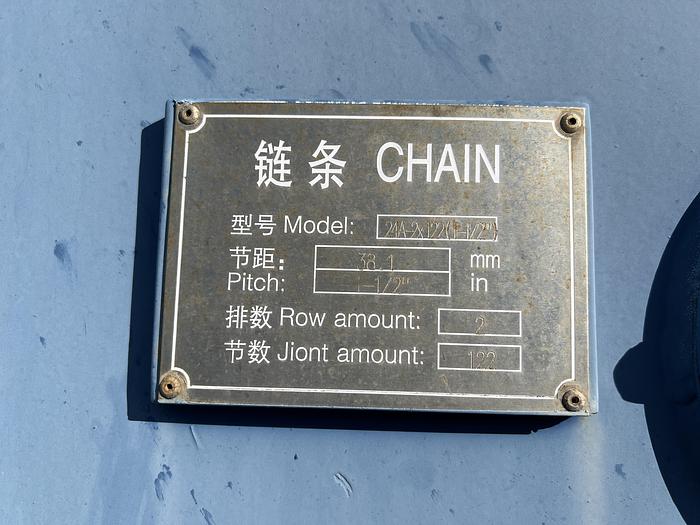 链条 CHAIN
型号 Model: 24A-2X122(1-1/2")
节距: 38.1 mm
Pitch: 1-1/2" in
排数 Row amount: 2
节数 Jiont amount: 122